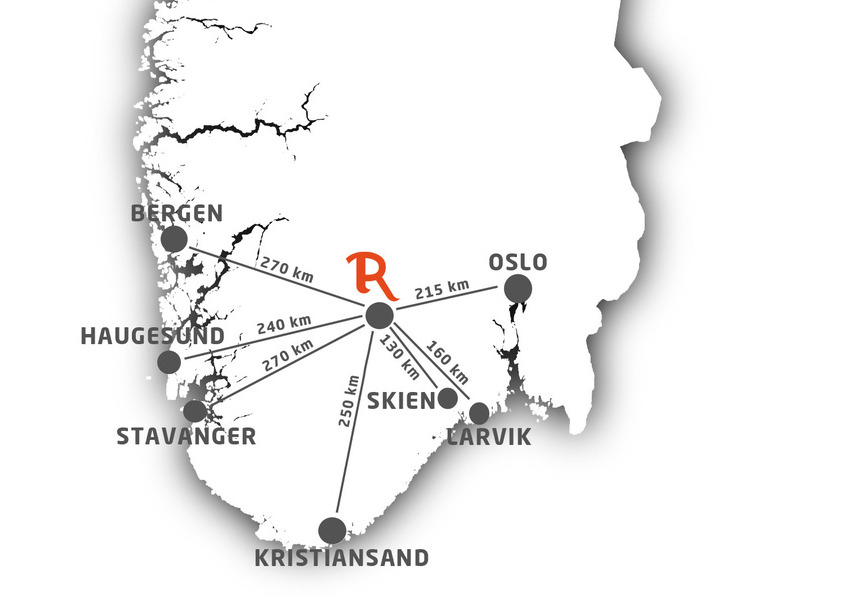 BERGEN
R
OSLO
270 km
215 km
HAUGESUND
240 km
270 km
130 km
160 km
250 km
SKIEN
STAVANGER
LARVIK
KRISTIANSAND